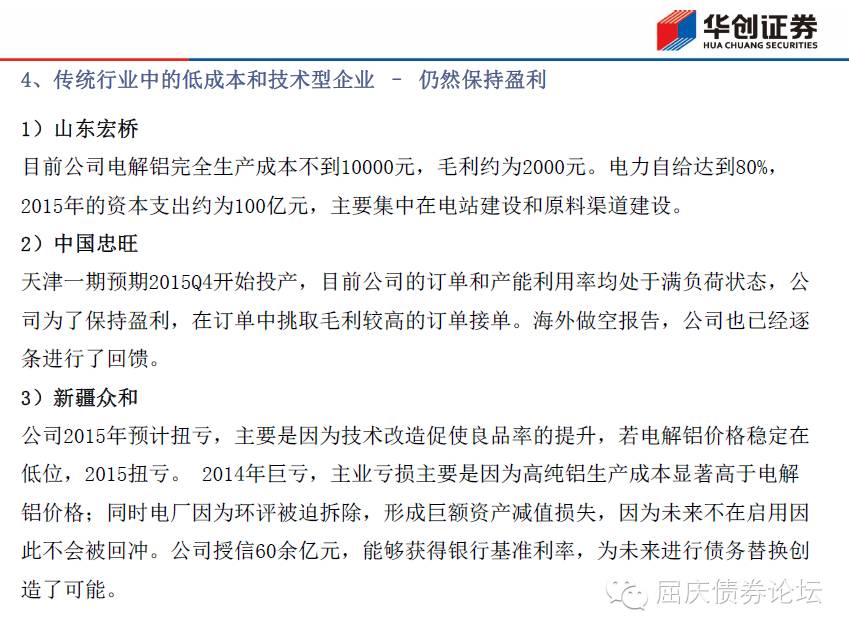 华创证券
HUA CHUANG SECURITIES
4、传统行业中的低成本和技术型企业 – 仍然保持盈利
1）山东宏桥
目前公司电解铝完全生产成本不到10000元，毛利约为2000元。电力自给达到80%，
2015年的资本支出约为100亿元，主要集中在电站建设和原料渠道建设。
2）中国忠旺
天津一期预期2015Q4开始投产，目前公司的订单和产能利用率均处于满负荷状态，公
司为了保持盈利，在订单中挑取毛利较高的订单接单。海外做空报告，公司也已经逐
条进行了回馈。
3）新疆众和
公司2015年预计扭亏，主要是因为技术改造促使良品率的提升，若电解铝价格稳定在
低位，2015扭亏。 2014年巨亏，主业亏损主要是因为高纯铝生产成本显著高于电解
铝价格；同时电厂因为环评被迫拆除，形成巨额资产减值损失，因为未来不在启用因
此不会被回冲。公司授信60余亿元，能够获得银行基准利率，为未来进行债务替换创
造了可能。
屈庆债券论坛